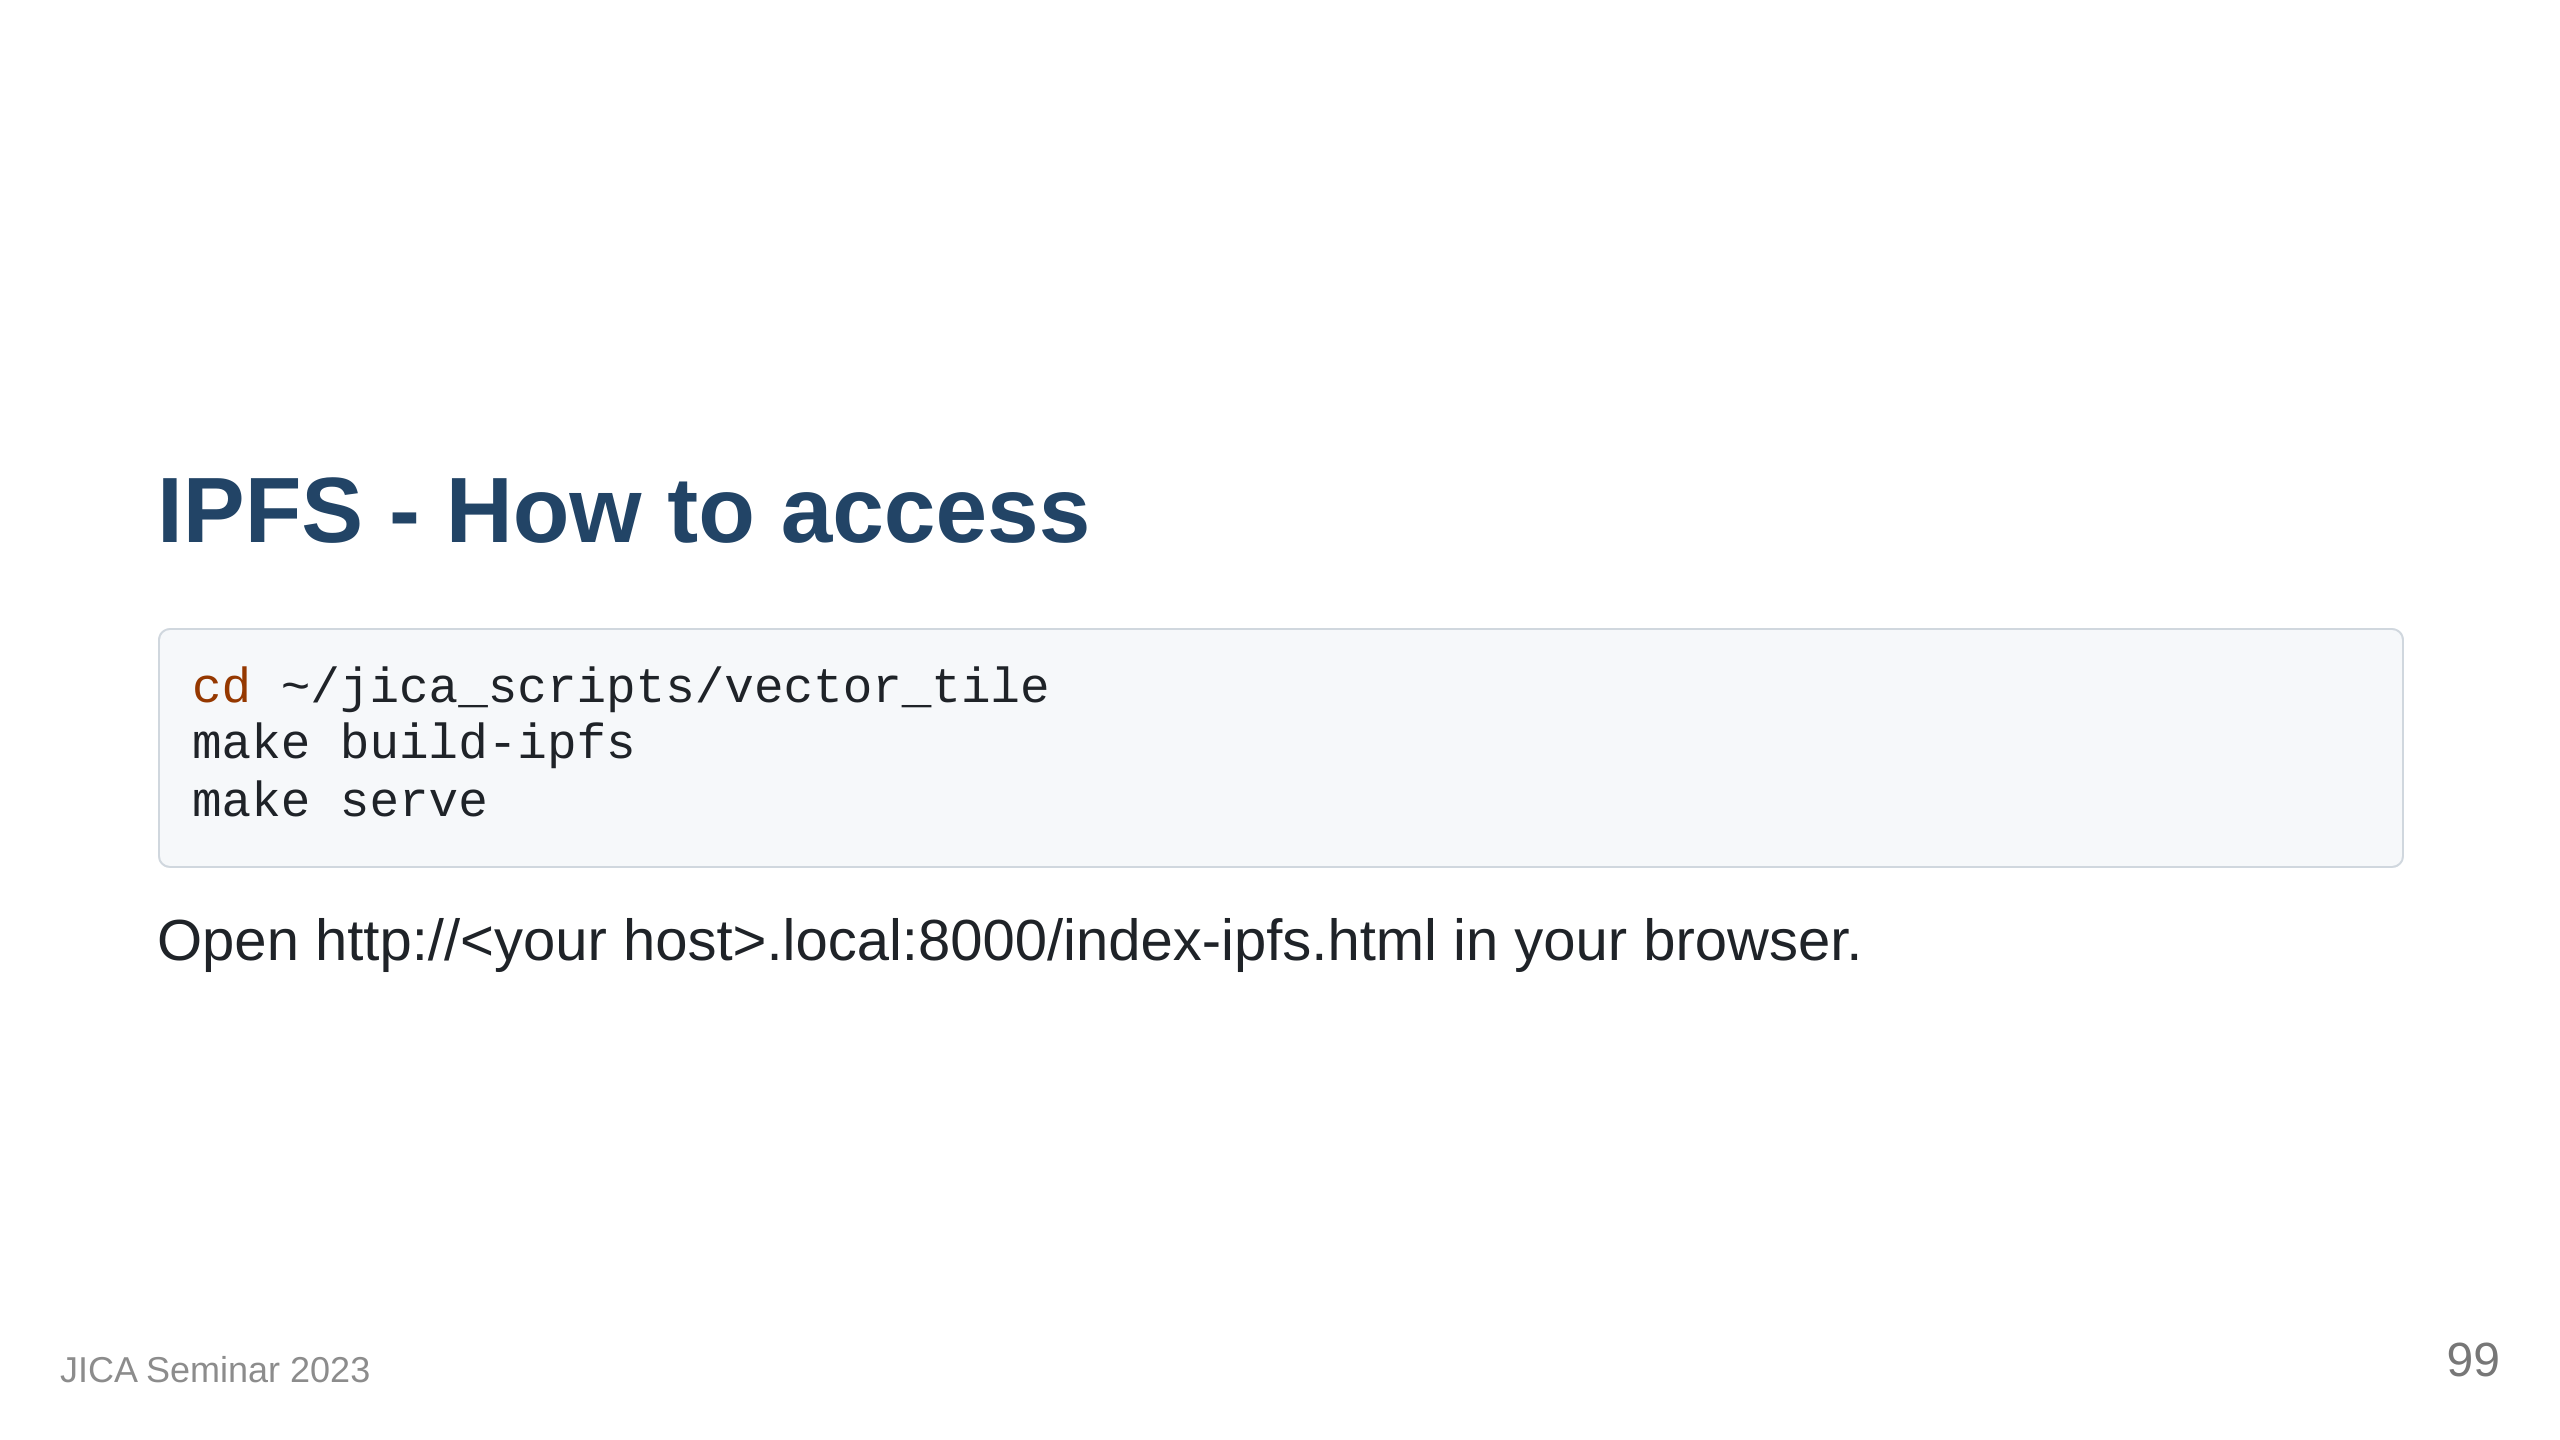 IPFS - How to access
cd ~/jica_scripts/vector_tile
make build-ipfs
make serve
Open http://<your host>.local:8000/index-ipfs.html in your browser.
JICA Seminar 2023
99